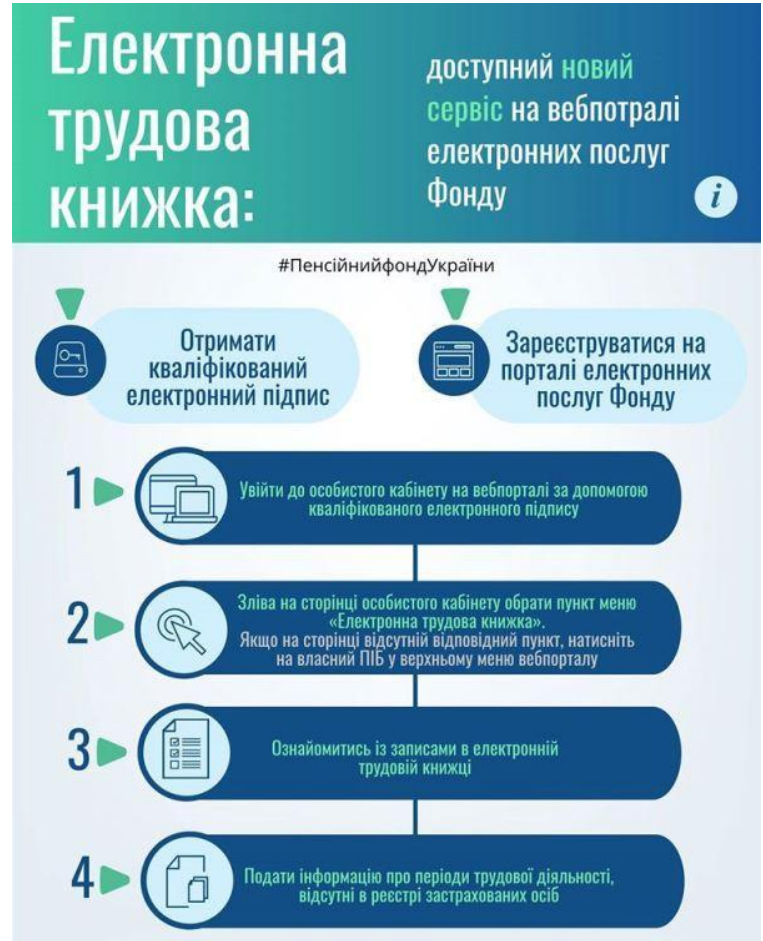 Електронна
трудова
книжка:
доступний новий
сервіс на вебпотралі
електронних послуг
Фонду
i
#ПенсійнийфондУкраїни
Отримати
кваліфікований
електронний підпис
Зареєструватися на
порталі електронних
послуг Фонду
1
Увійти до особистого кабінету на вебпорталі за допомогою
кваліфікованого електронного підпису
2
Зліва на сторінці особистого кабінету обрати пункт меню
«Електронна трудова книжка».
Якщо на сторінці відсутній відповідний пункт, натисніть
на власний ПІБ у верхньому меню вебпорталу
3
Ознайомитись із записами в електронній
трудовій книжці
4
Подати інформацію про періоди трудової діяльності,
відсутні в реєстрі застрахованих осіб